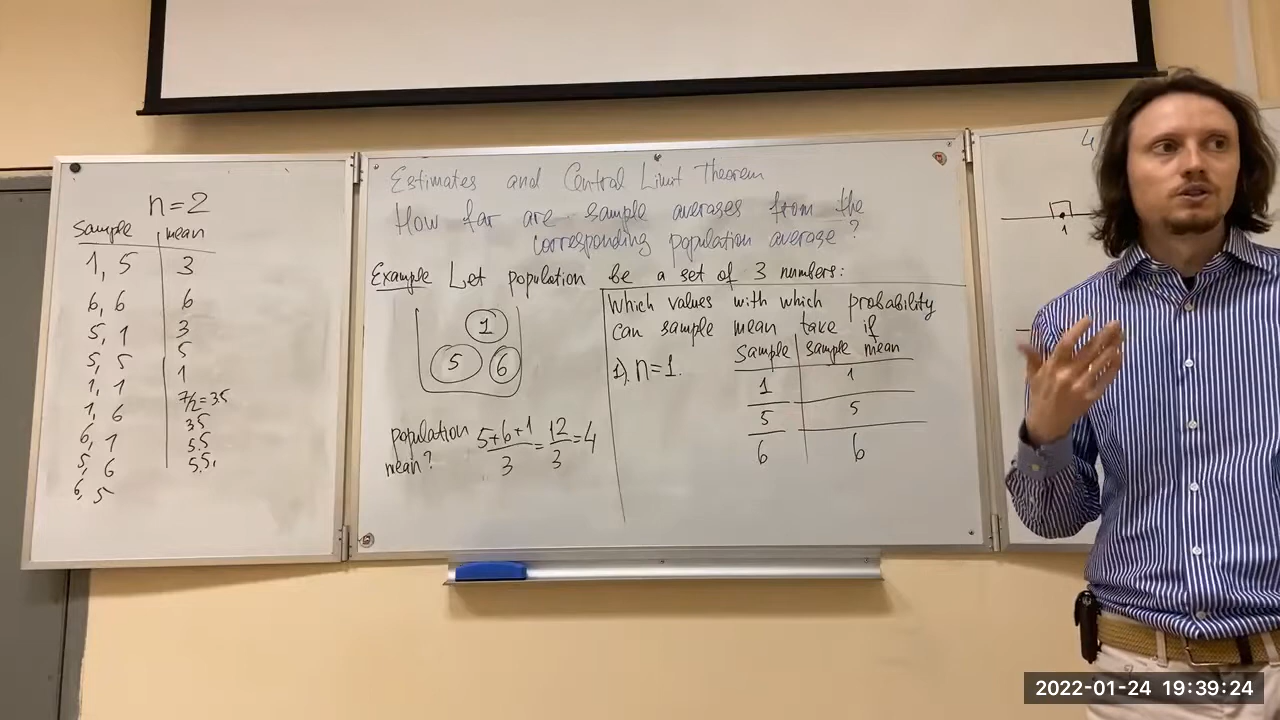 n=2
Sample mean
1, 5 3
6, 6 6
5, 1 3
5, 5 5
1, 1 1
1, 6 7/2=3.5
6, 1 3.5
5, 6 5.5
6, 5 5.5
Estimates and Central Limit Theorem
How far are sample averages from the
corresponding population average?
Example Let population be a set of 3 numbers:
1
5 6
population
mean? 5+6+1/3 = 12/3 = 4
Which values with which probability
can sample mean take if
1). n=1.
Sample sample mean
1 1
5 5
6 6
4
1
2022-01-24 19:39:24